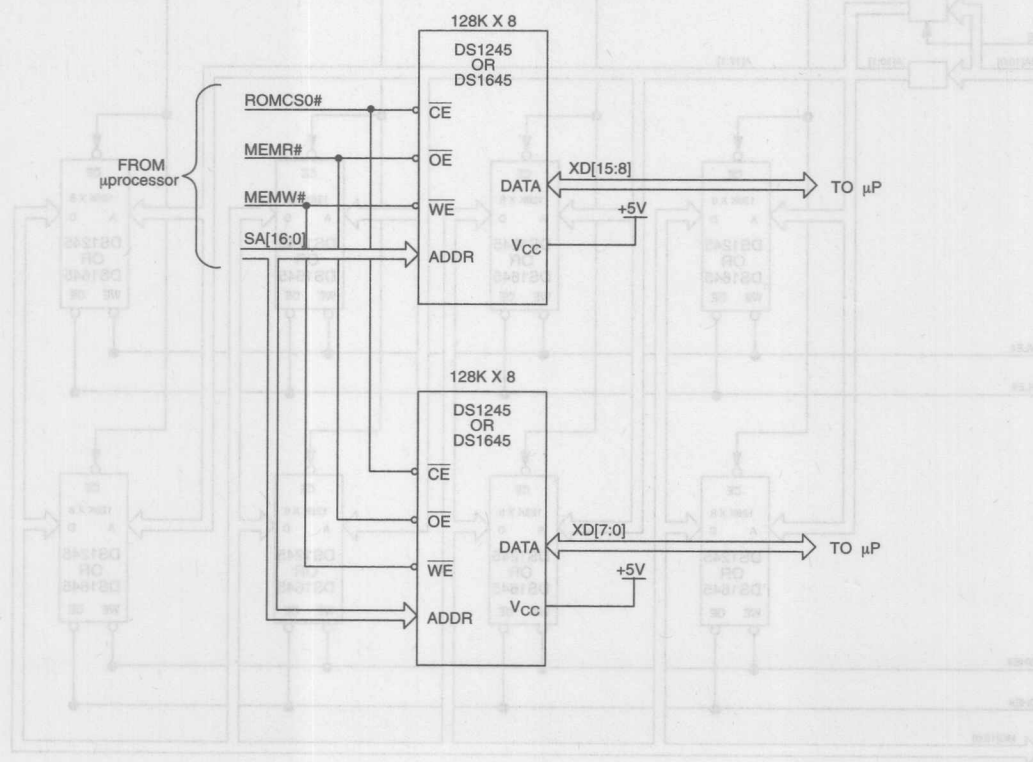 128K X 8
DS1245
OR
DS1645
ROMCS0#
CE
MEMR#
OE
FROM
μprocessor
DATA
XD[15:8]
TO μP
MEMW#
WE
+5V
SA[16:0]
VCC
ADDR
128K X 8
DS1245
OR
DS1645
CE
OE
DATA
XD[7:0]
TO μP
WE
+5V
VCC
ADDR